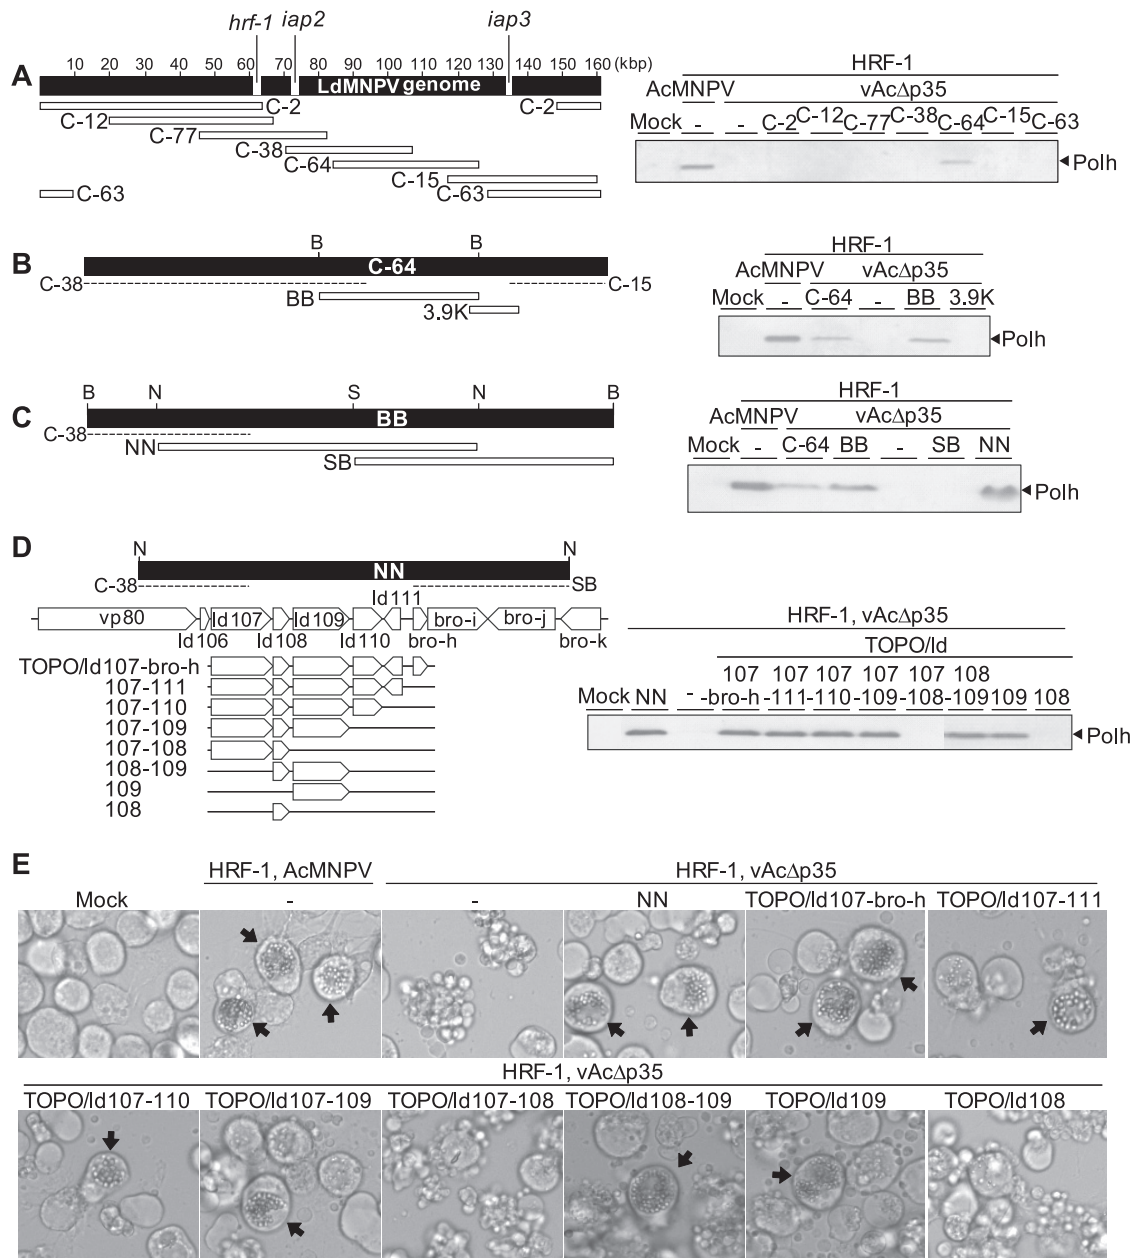 hrf-1 iap2 iap3
A
10 20 30 40 50 60 70 80 90 100 110 120 130 140 150 160 (kbp)
LdMNPV genome
C-2 C-2
C-12
C-77
C-38
C-64
C-15
C-63 C-63
HRF-1
AcMNPV vAcΔp35
Mock - - C-2 C-12 C-77 C-38 C-64 C-15 C-63
Polh
B
B B
C-64
C-38 C-15
BB
3.9K
HRF-1
AcMNPV vAcΔp35
Mock - C-64 - BB 3.9K
Polh
C
B N S N B
BB
C-38
NN
SB
HRF-1
AcMNPV vAcΔp35
Mock - C-64 BB - SB NN
Polh
D
N N
NN
C-38 SB
ld111
vp80 ld107 ld109 bro-i bro-j
ld106 ld108 ld110 bro-h bro-k
TOPO/ld107-bro-h
107-111
107-110
107-109
107-108
108-109
109
108
HRF-1, vAcΔp35
TOPO/ld
107 107 107 107 107 108
Mock NN - -bro-h -111 -110 -109 -108 -109 109 108
Polh
E
HRF-1, AcMNPV HRF-1, vAcΔp35
Mock - - NN TOPO/ld107-bro-h TOPO/ld107-111
HRF-1, vAcΔp35
TOPO/ld107-110 TOPO/ld107-109 TOPO/ld107-108 TOPO/ld108-109 TOPO/ld109 TOPO/ld108